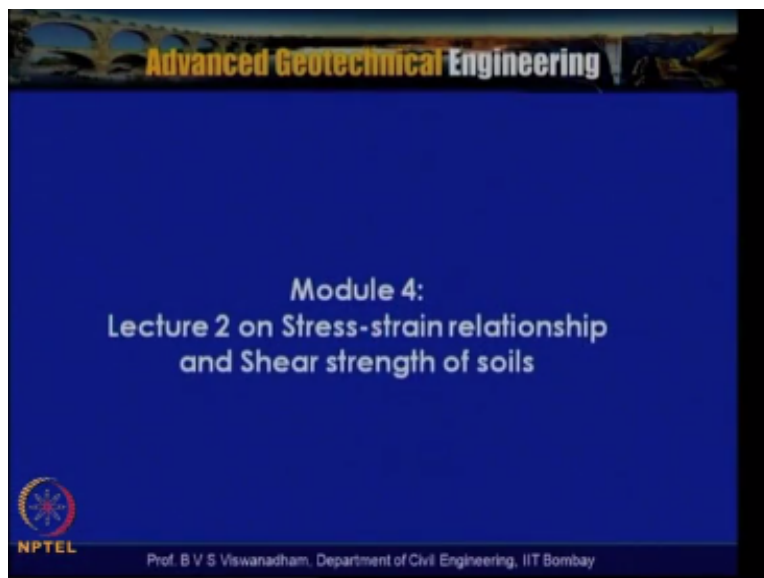 Advanced Geotechnical Engineering
Module 4:
Lecture 2 on Stress-strain relationship
and Shear strength of soils
NPTEL
Prof. B V S Viswanadham, Department of Civil Engineering, IIT Bombay